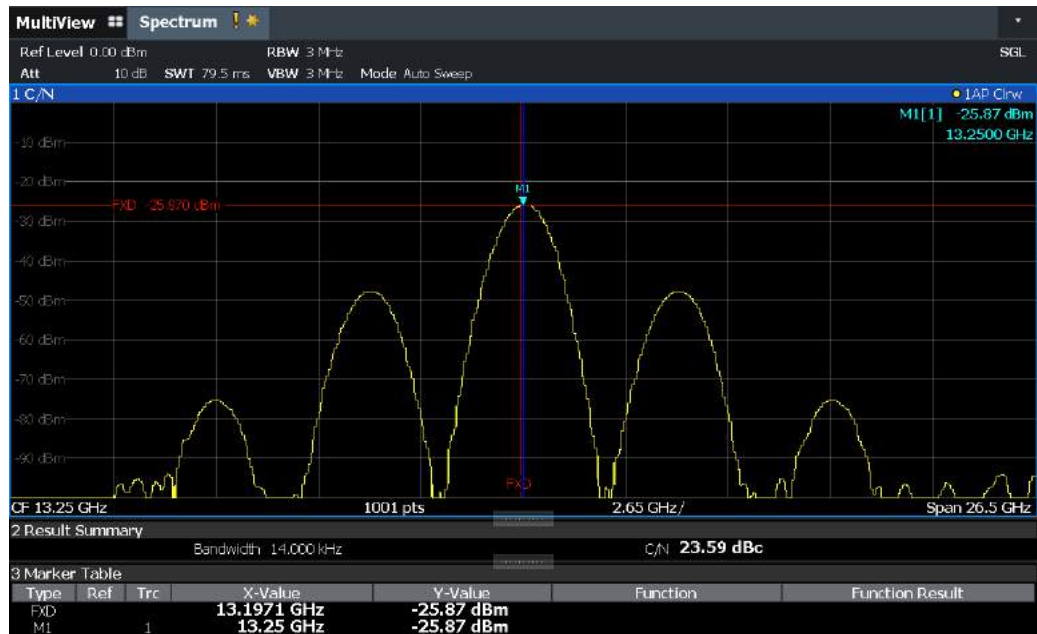 MultiView Spectrum !
Ref Level 0.00 dBm RBW 3 MHz SGL
Att 10 dB SWT 79.5 ms VBW 3 MHz Mode Auto Sweep
1 C/N 1AP Clrw
M1[1] -25.87 dBm
13.2500 GHz
-10 dBm
-20 dBm
M1
FXD -25.870 dBm
-30 dBm
-40 dBm
-50 dBm
-60 dBm
-70 dBm
-80 dBm
-90 dBm
FXD
CF 13.25 GHz 1001 pts 2.65 GHz/ Span 26.5 GHz
2 Result Summary
Bandwidth 14.000 kHz C/N 23.59 dBc
3 Marker Table
Type Ref Trc X-Value Y-Value Function Function Result
FXD 13.1971 GHz -25.87 dBm
M1 1 13.25 GHz -25.87 dBm